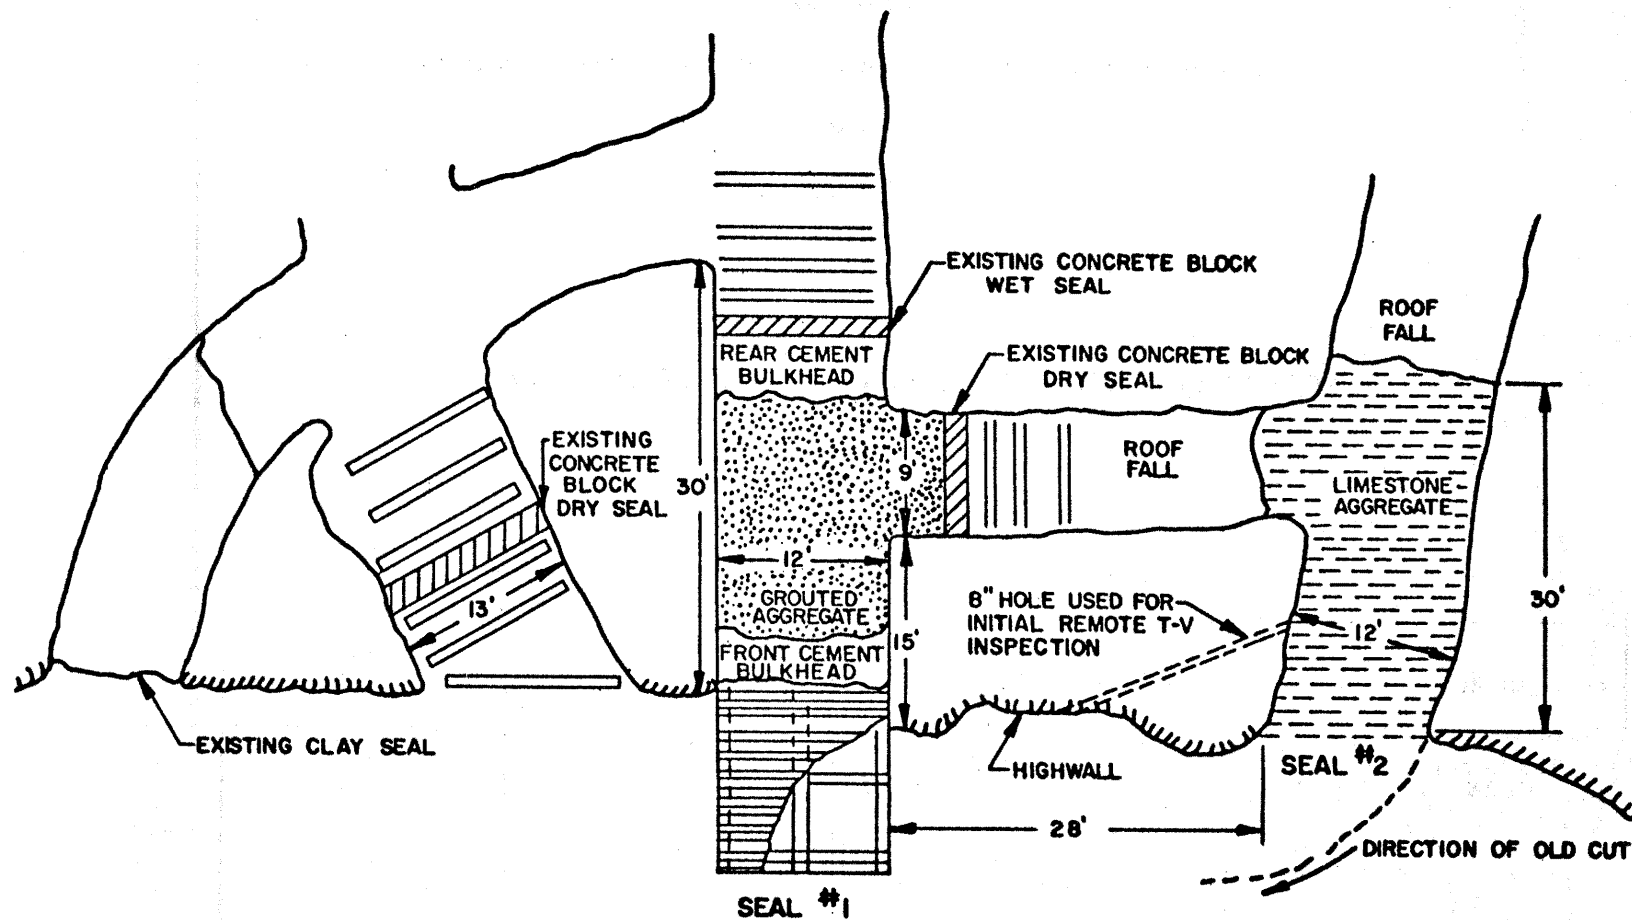 EXISTING CONCRETE BLOCK
WET SEAL
ROOF
FALL
REAR CEMENT
BULKHEAD
EXISTING CONCRETE BLOCK
DRY SEAL
EXISTING
CONCRETE
BLOCK
DRY SEAL
30'
9'
ROOF
FALL
LIMESTONE
AGGREGATE
12'
13'
GROUTED
AGGREGATE
8" HOLE USED FOR
INITIAL REMOTE T-V
INSPECTION
12'
30'
15'
FRONT CEMENT
BULKHEAD
EXISTING CLAY SEAL
HIGHWALL
SEAL #2
28'
DIRECTION OF OLD CUT
SEAL #1